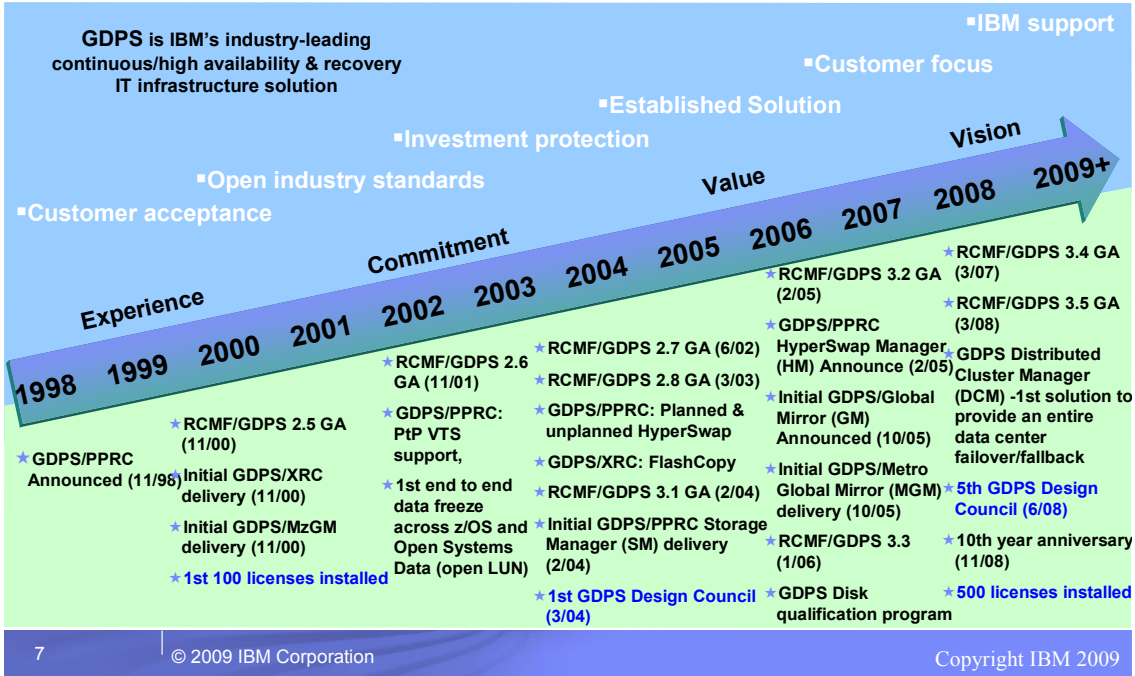 GDPS is IBM's industry-leading
continuous/high availability & recovery
IT infrastructure solution
▪IBM support
▪Customer focus
▪Established Solution
▪Investment protection
▪Open industry standards
▪Customer acceptance
Experience
Commitment
Value
Vision
1998
1999
2000
2001
2002
2003
2004
2005
2006
2007
2008
2009+
★GDPS/PPRC
Announced (11/98)
★RCMF/GDPS 2.5 GA
(11/00)
★Initial GDPS/XRC
delivery (11/00)
★Initial GDPS/MzGM
delivery (11/00)
★1st 100 licenses installed
★RCMF/GDPS 2.6
GA (11/01)
★GDPS/PPRC:
PtP VTS
support,
★1st end to end
data freeze
across z/OS and
Open Systems
Data (open LUN)
★RCMF/GDPS 2.7 GA (6/02)
★RCMF/GDPS 2.8 GA (3/03)
★GDPS/PPRC: Planned &
unplanned HyperSwap
★GDPS/XRC: FlashCopy
★RCMF/GDPS 3.1 GA (2/04)
★Initial GDPS/PPRC Storage
Manager (SM) delivery
(2/04)
★1st GDPS Design Council
(3/04)
★RCMF/GDPS 3.2 GA
(2/05)
★GDPS/PPRC
HyperSwap Manager
(HM) Announce (2/05)
★Initial GDPS/Global
Mirror (GM)
Announced (10/05)
★Initial GDPS/Metro
Global Mirror (MGM)
delivery (10/05)
★RCMF/GDPS 3.3
(1/06)
★GDPS Disk
qualification program
★RCMF/GDPS 3.4 GA
(3/07)
★RCMF/GDPS 3.5 GA
(3/08)
★GDPS Distributed
Cluster Manager
(DCM) -1st solution to
provide an entire
data center
failover/fallback
★5th GDPS Design
Council (6/08)
★10th year anniversary
(11/08)
★500 licenses installed
7
© 2009 IBM Corporation
Copyright IBM 2009